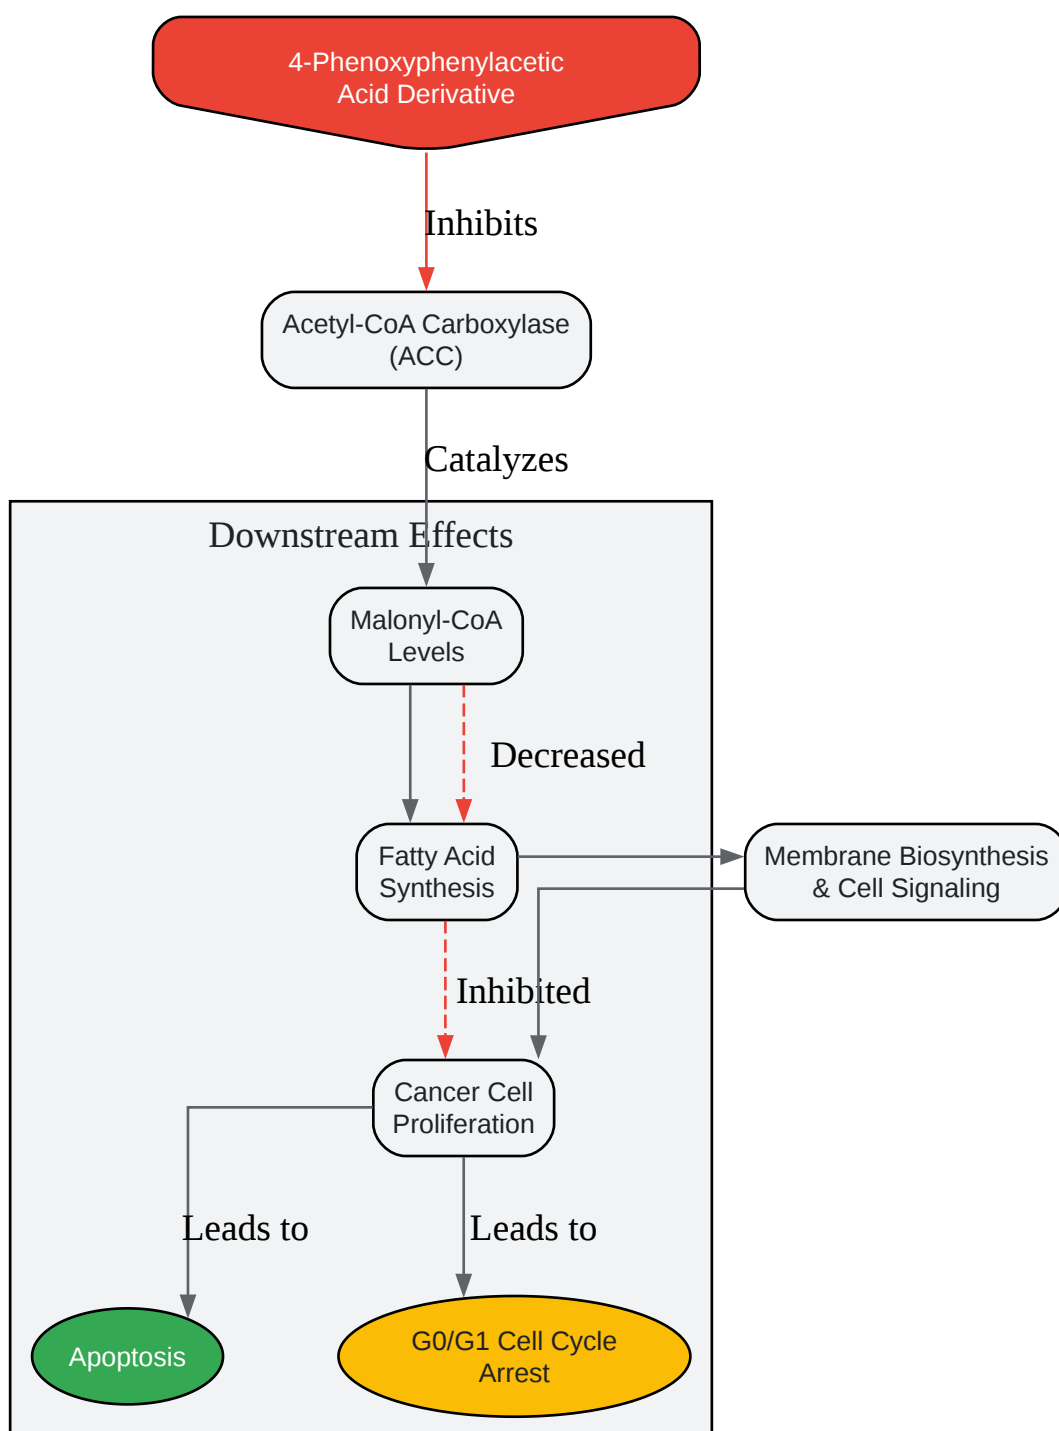 4-Phenoxyphenylacetic
Acid Derivative
Inhibits
Acetyl-CoA Carboxylase
(ACC)
Catalyzes
Downstream Effects
Malonyl-CoA
Levels
Decreased
Fatty Acid
Synthesis
Membrane Biosynthesis
& Cell Signaling
Inhibited
Cancer Cell
Proliferation
Leads to
Leads to
Apoptosis
G0/G1 Cell Cycle
Arrest